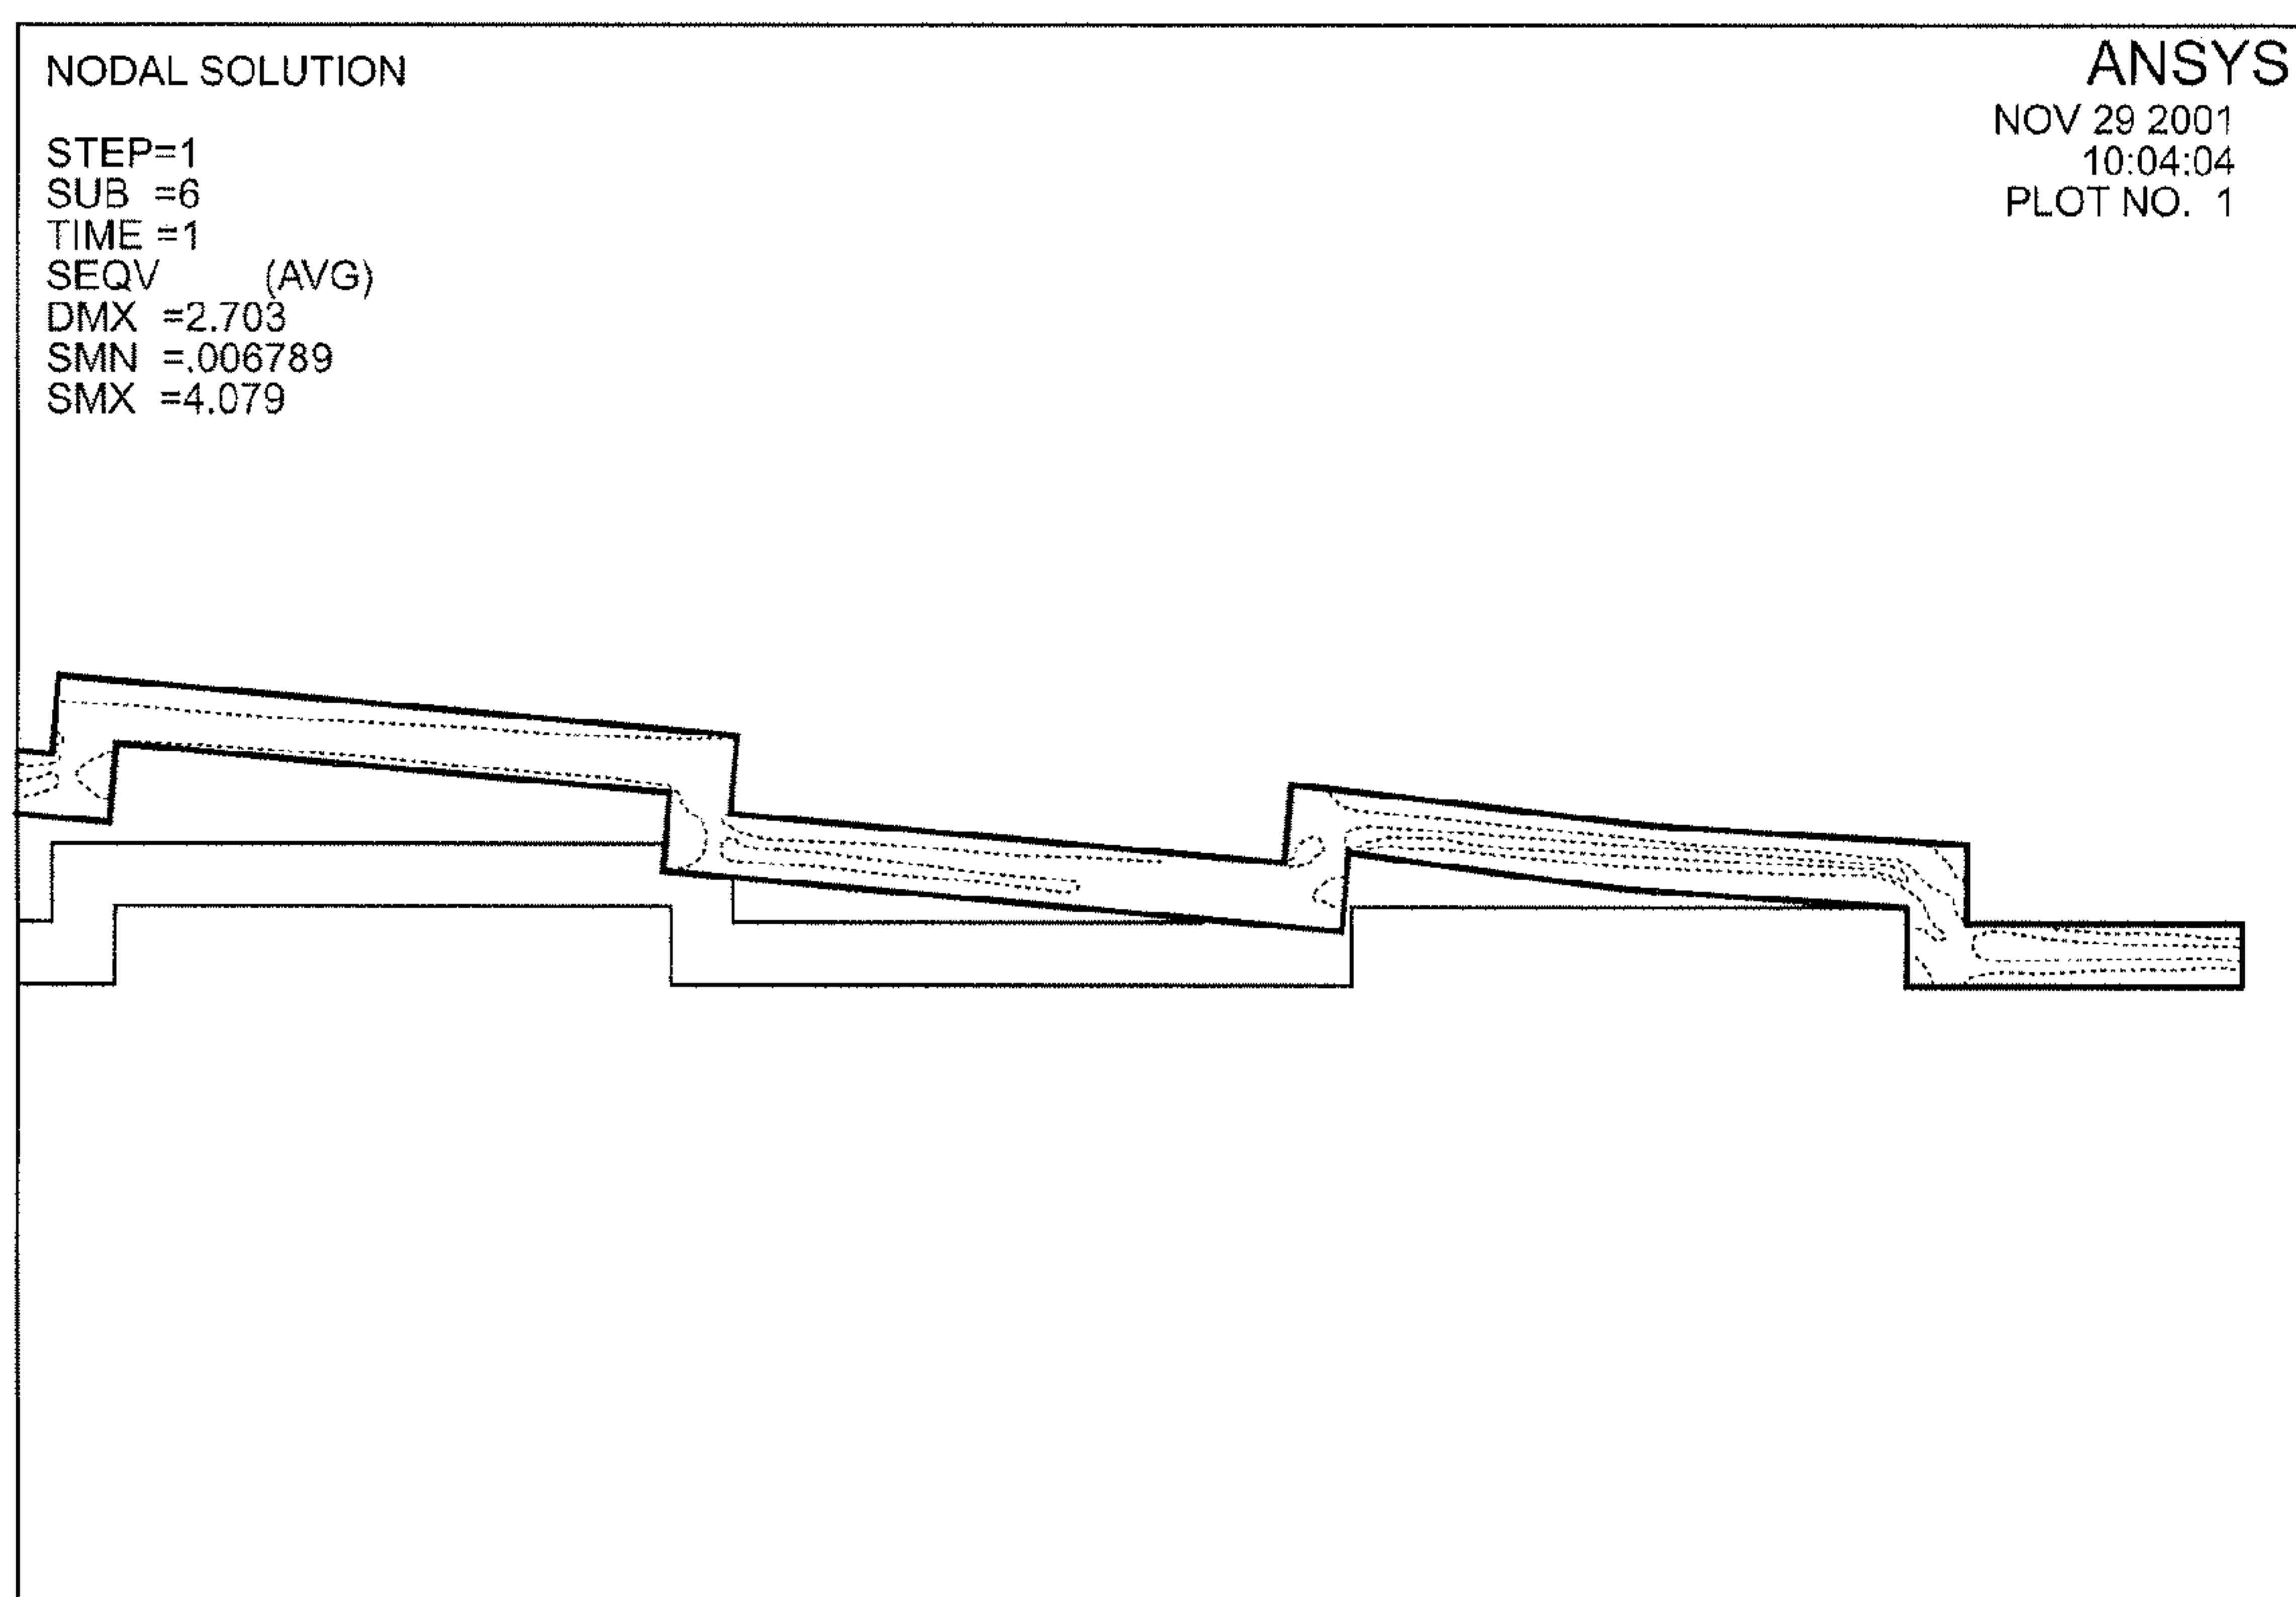 NODAL SOLUTION
STEP=1
SUB =6
TIME =1
SEQV (AVG)
DMX =2.703
SMN =.006789
SMX =4.079
ANSYS
NOV 29 2001
10:04:04
PLOT NO. 1